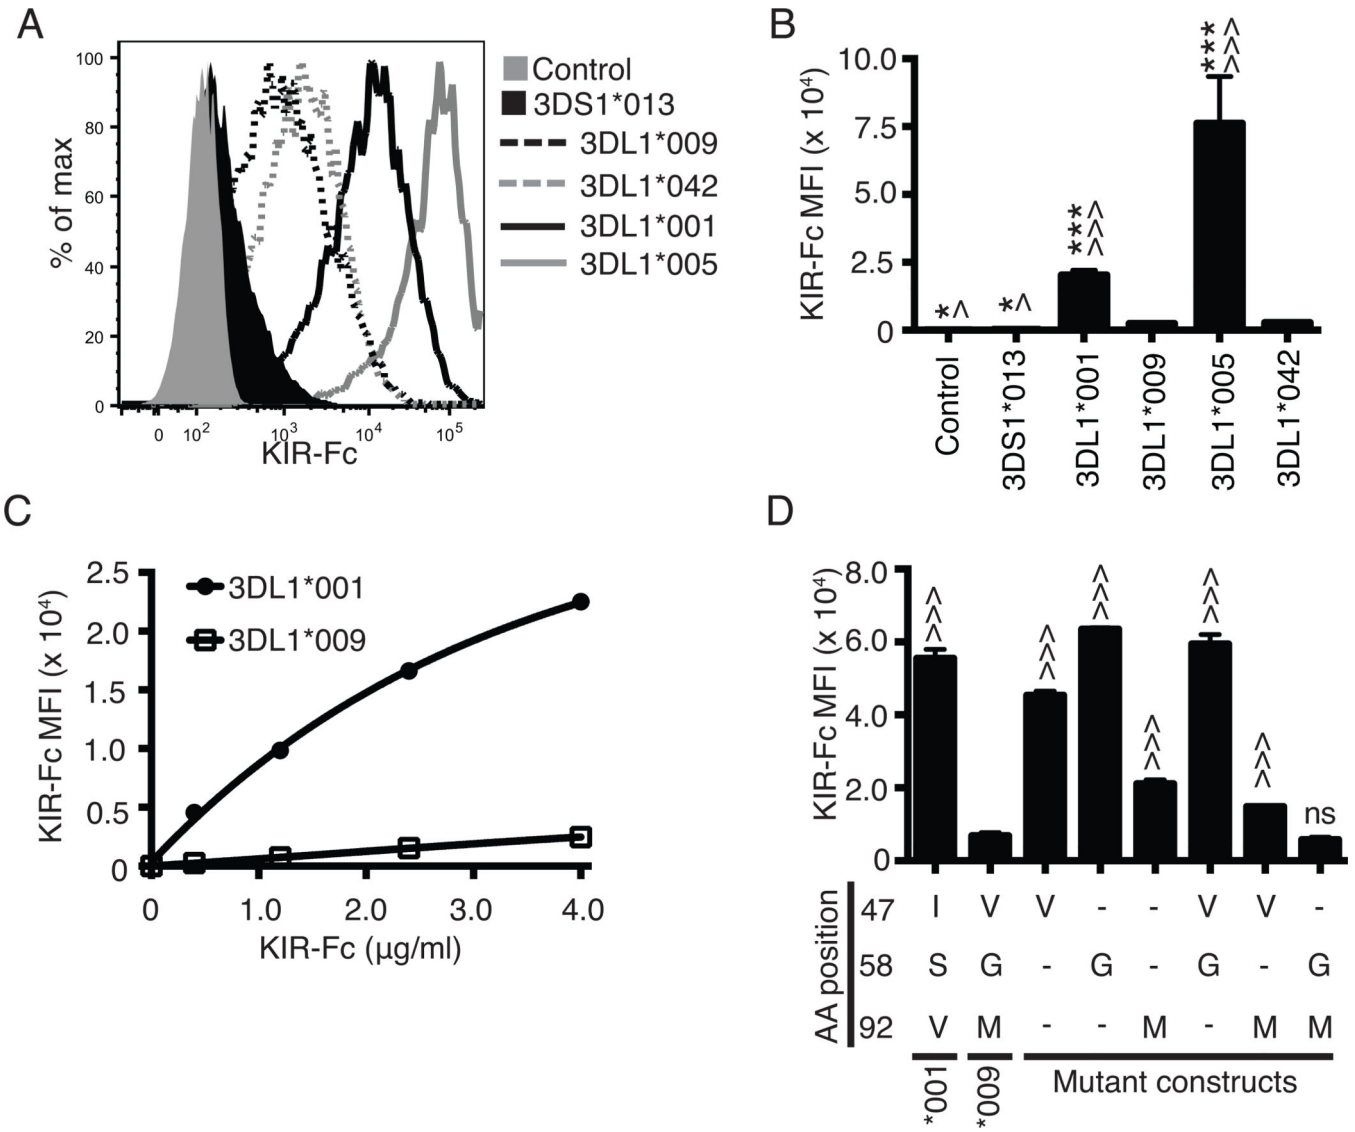 A
100
80
60
40
20
0
% of max
0 10² 10³ 10⁴ 10⁵
KIR-Fc
Control
3DS1*013
3DL1*009
3DL1*042
3DL1*001
3DL1*005
B
KIR-Fc MFI (x 10⁴)
10.0
7.5
5.0
2.5
0
*^
*^
***
^^^
***
^^^
Control
3DS1*013
3DL1*001
3DL1*009
3DL1*005
3DL1*042
C
KIR-Fc MFI (x 10⁴)
2.5
2.0
1.5
1.0
0.5
0
3DL1*001
3DL1*009
0 1.0 2.0 3.0 4.0
KIR-Fc (µg/ml)
D
KIR-Fc MFI (x 10⁴)
8.0
6.0
4.0
2.0
0
^^^
^^^
^^^
^^^
^^^
^^^
ns
AA position
47 I V V - - V V -
58 S G - G - G - G
92 V M - - M - M M
*001
*009
Mutant constructs